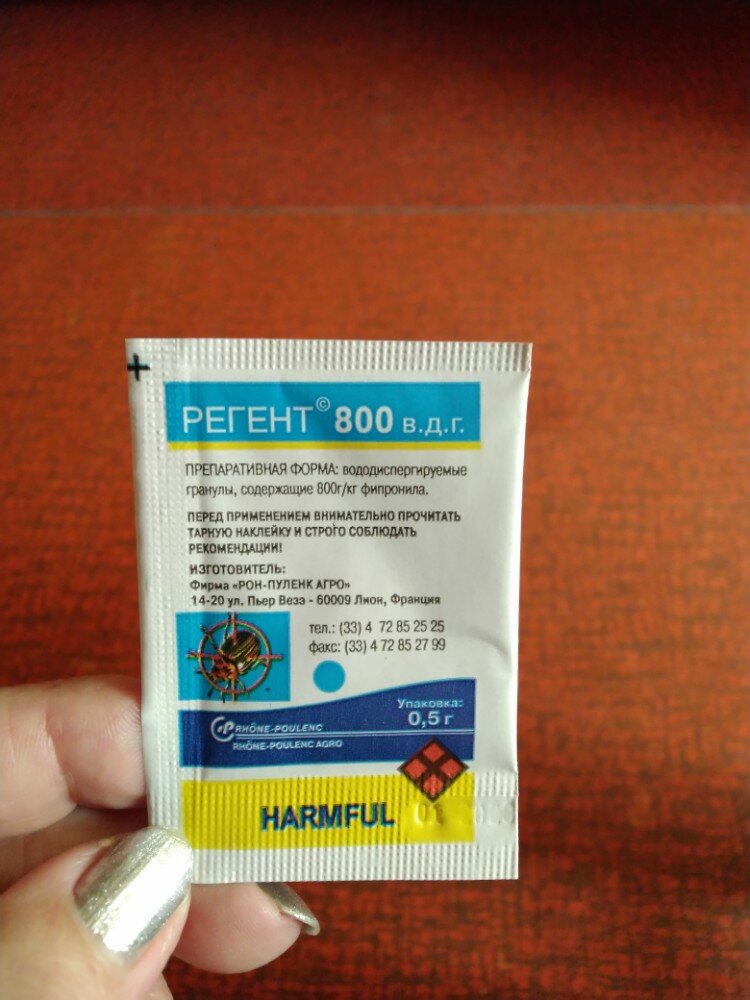 РЕГЕНТ© 800 в.д.г.
ПРЕПАРАТИВНАЯ ФОРМА: вододиспергируемые
гранулы, содержащие 800г/кг фипронила.
ПЕРЕД ПРИМЕНЕНИЕМ ВНИМАТЕЛЬНО ПРОЧИТАТЬ
ТАРНУЮ НАКЛЕЙКУ И СТРОГО СОБЛЮДАТЬ
РЕКОМЕНДАЦИИ!
ИЗГОТОВИТЕЛЬ:
Фирма «РОН-ПУЛЕНК АГРО»
14-20 ул. Пьер Веэз - 60009 Лион, Франция
тел.: (33) 4 72 85 25 25
факс: (33) 4 72 85 27 99
Упаковка:
0,5 г
RHÔNE-POULENC
RHÔNE-POULENC AGRO
HARMFUL